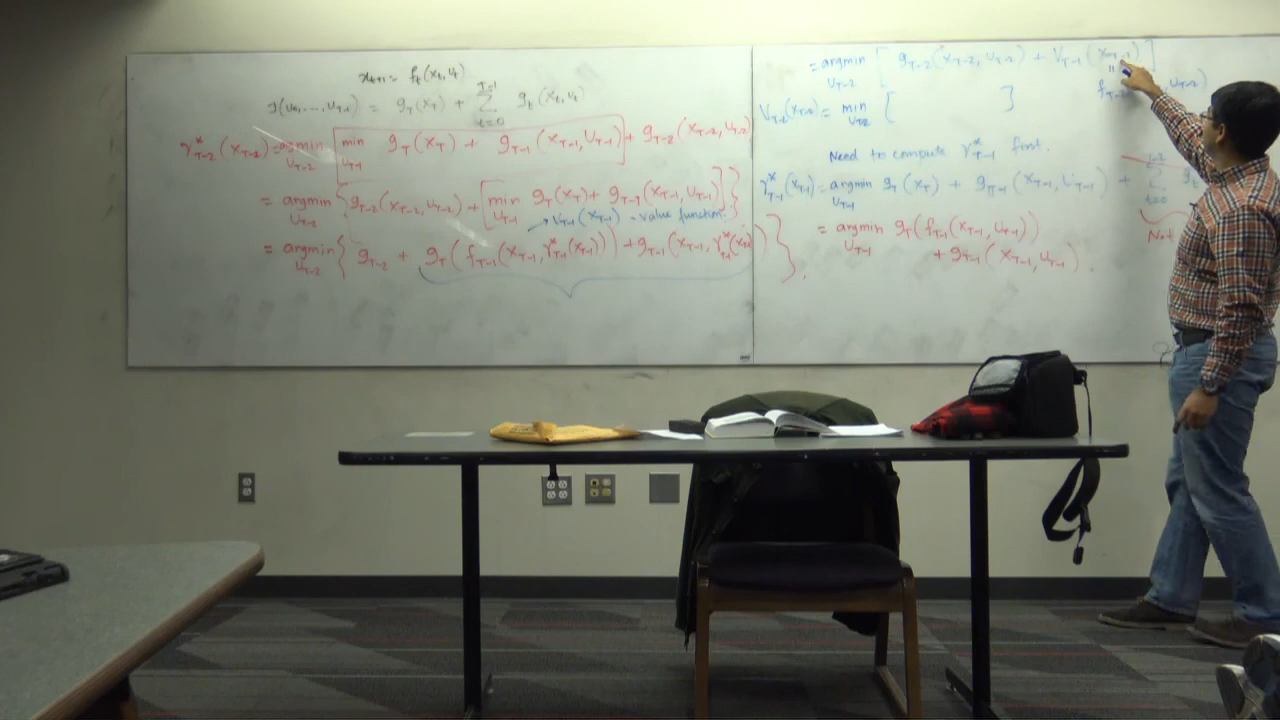 x_{t+1} = f_t(x_t, u_t)
J(u_0, ..., u_{T-1}) = g_T(x_T) + \sum_{t=0}^{T-1} g_t(x_t, u_t)
γ*_{T-2}(x_{T-2}) = argmin_{u_{T-2}} [min_{u_{T-1}} g_T(x_T) + g_{T-1}(x_{T-1}, u_{T-1})] + g_{T-2}(x_{T-2}, u_{T-2})
= argmin_{u_{T-2}} { g_{T-2}(x_{T-2}, u_{T-2}) + [min_{u_{T-1}} g_T(x_T) + g_{T-1}(x_{T-1}, u_{T-1})] }
→ V_{T-1}(x_{T-1}) = value function.
= argmin_{u_{T-2}} { g_{T-2} + g_T(f_{T-1}(x_{T-1}, γ*_{T-1}(x_{T-1}))) + g_{T-1}(x_{T-1}, γ*_{T-1}(x_{T-1})) }.
= argmin_{u_{T-2}} [ g_{T-2}(x_{T-2}, u_{T-2}) + V_{T-1}(x_{T-1}) ]
"
u_{T-2})
V_{T-2}(x_{T-2}) = min_{u_{T-2}} [ ]
Need to compute γ*_{T-1} first.
γ*_{T-1}(x_{T-1}) = argmin_{u_{T-1}} g_T(x_T) + g_{T-1}(x_{T-1}, u_{T-1}) +
= argmin_{u_{T-1}} g_T(f_{T-1}(x_{T-1}, u_{T-1}))
+ g_{T-1}(x_{T-1}, u_{T-1}).
Not